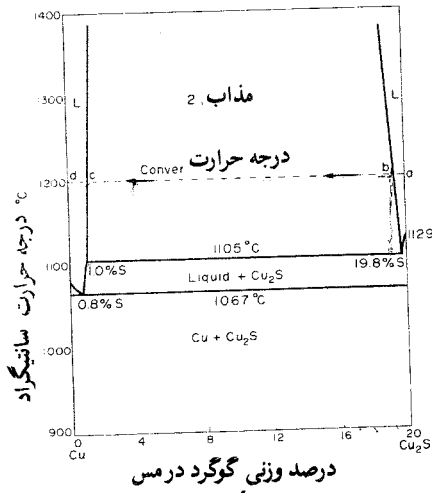 1400
1300
L
2 مذاب
L
درجه حرارت
Conver
d
c
b
a
1200
1129
1105°C
1100
1.0%S
Liquid + Cu₂S
19.8%S
0.8%S
1067°C
1000
Cu + Cu₂S
900
0
4
8
12
16
20
Cu
Cu₂S
درجه حرارت سانتیگراد °C
درصد وزنی گوگرد در مس